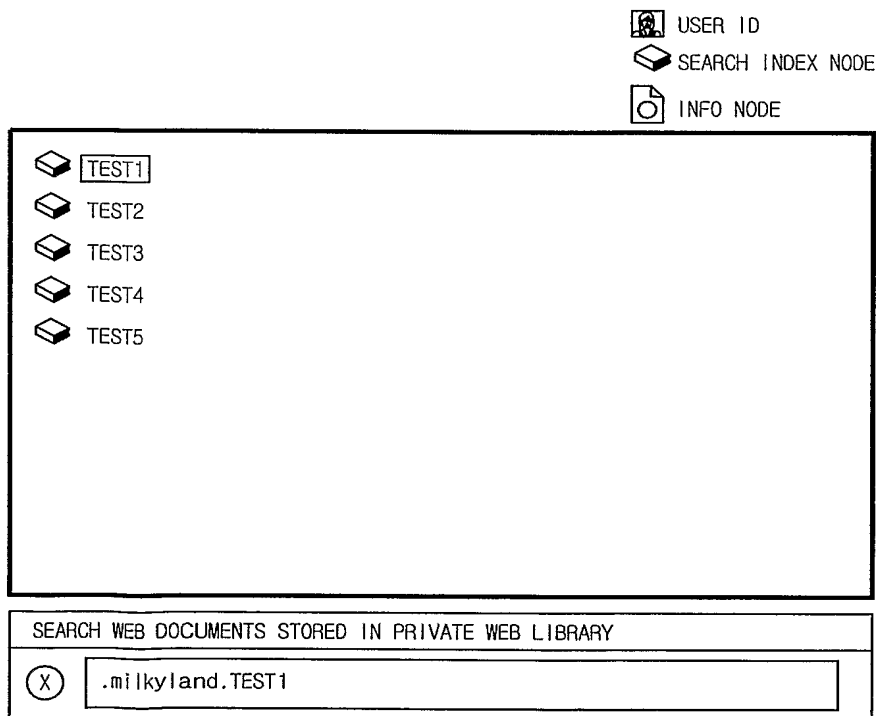 USER ID
SEARCH INDEX NODE
INFO NODE
TEST1
TEST2
TEST3
TEST4
TEST5
SEARCH WEB DOCUMENTS STORED IN PRIVATE WEB LIBRARY
X
.milkyland.TEST1